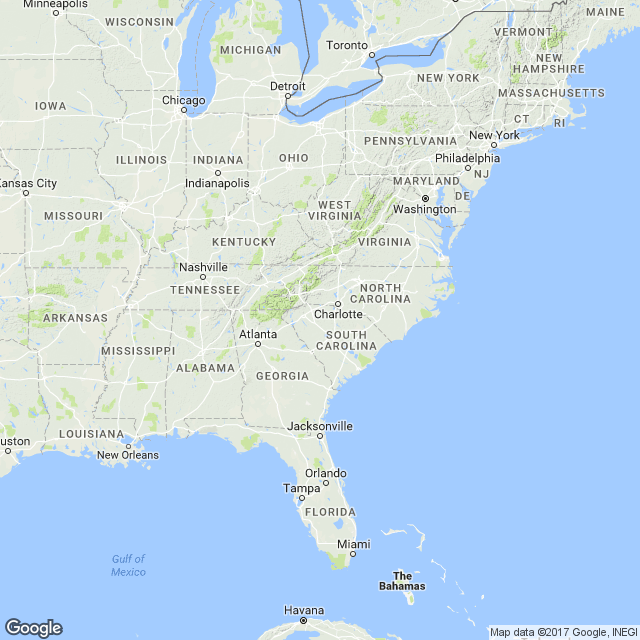 Minneapolis
WISCONSIN
MICHIGAN
Toronto
VERMONT
MAINE
NEW
HAMPSHIRE
NEW YORK
MASSACHUSETTS
Detroit
Chicago
IOWA
CT
RI
PENNSYLVANIA
New York
Philadelphia
NJ
ILLINOIS
INDIANA
OHIO
Indianapolis
MARYLAND
DE
Kansas City
WEST
VIRGINIA
Washington
MISSOURI
KENTUCKY
VIRGINIA
Nashville
TENNESSEE
NORTH
CAROLINA
Charlotte
ARKANSAS
Atlanta
SOUTH
CAROLINA
MISSISSIPPI
ALABAMA
GEORGIA
Jacksonville
LOUISIANA
uston
New Orleans
Orlando
Tampa
FLORIDA
Gulf of
Mexico
Miami
The
Bahamas
Havana
Google
Map data ©2017 Google, INEGI